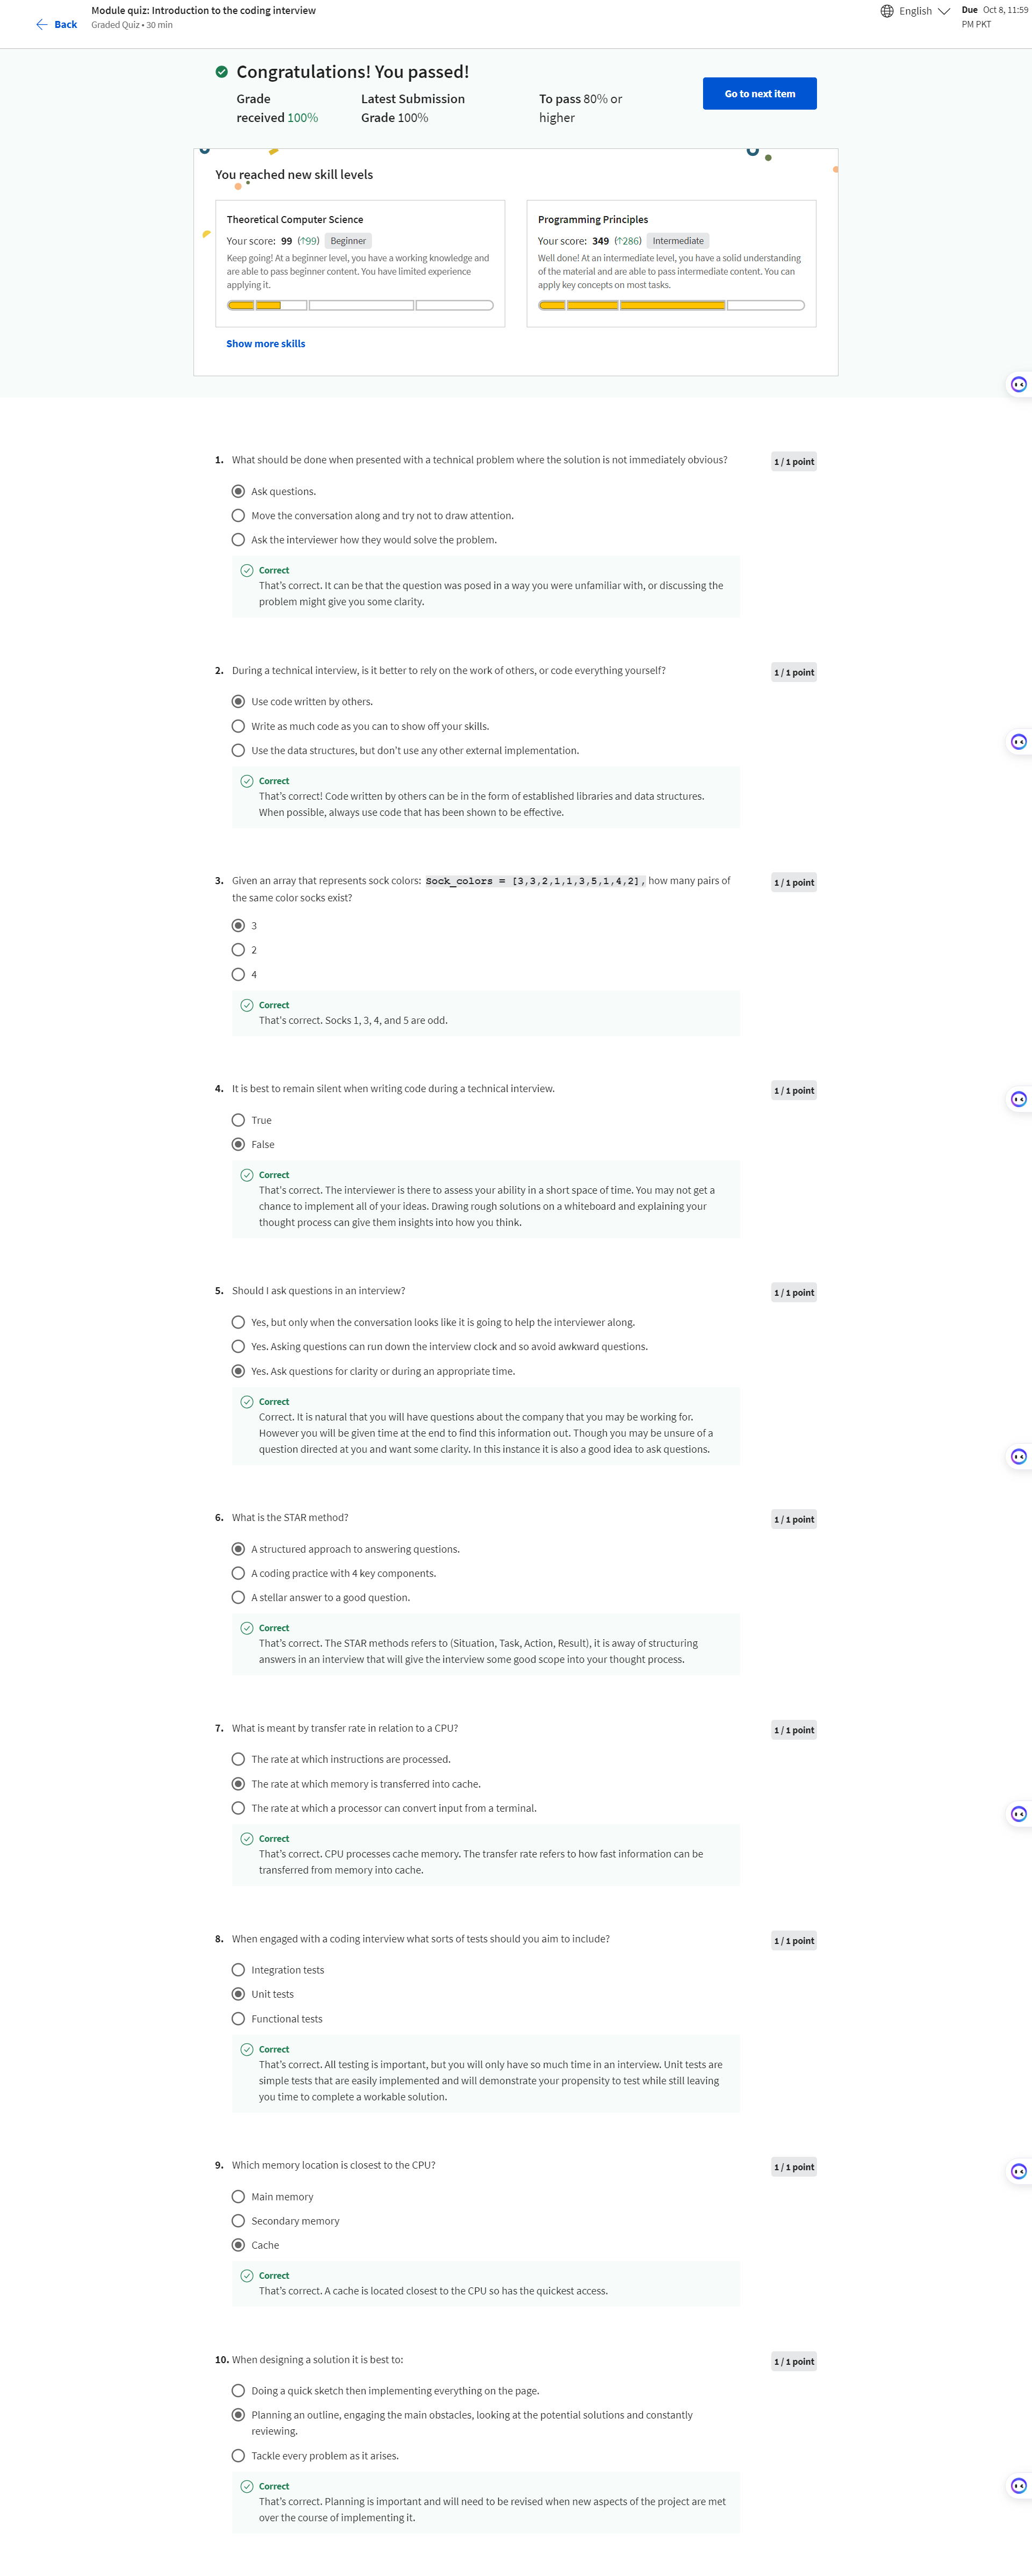 Module quiz: Introduction to the coding interview
Back
Graded Quiz • 30 min
English
Due Oct 8, 11:59
PM PKT
Congratulations! You passed!
Grade
received 100%
Latest Submission
Grade 100%
To pass 80% or
higher
Go to next item
You reached new skill levels
Theoretical Computer Science
Your score: 99 (↑99) Beginner
Keep going! At a beginner level, you have a working knowledge and
are able to pass beginner content. You have limited experience
applying it.
Programming Principles
Your score: 349 (↑286) Intermediate
Well done! At an intermediate level, you have a solid understanding
of the material and are able to pass intermediate content. You can
apply key concepts on most tasks.
Show more skills
1. What should be done when presented with a technical problem where the solution is not immediately obvious?
1 / 1 point
Ask questions.
Move the conversation along and try not to draw attention.
Ask the interviewer how they would solve the problem.
Correct
That's correct. It can be that the question was posed in a way you were unfamiliar with, or discussing the
problem might give you some clarity.
2. During a technical interview, is it better to rely on the work of others, or code everything yourself?
1 / 1 point
Use code written by others.
Write as much code as you can to show off your skills.
Use the data structures, but don't use any other external implementation.
Correct
That's correct! Code written by others can be in the form of established libraries and data structures.
When possible, always use code that has been shown to be effective.
3. Given an array that represents sock colors: Sock_colors = [3,3,2,1,1,3,5,1,4,2], how many pairs of
the same color socks exist?
1 / 1 point
3
2
4
Correct
That's correct. Socks 1, 3, 4, and 5 are odd.
4. It is best to remain silent when writing code during a technical interview.
1 / 1 point
True
False
Correct
That's correct. The interviewer is there to assess your ability in a short space of time. You may not get a
chance to implement all of your ideas. Drawing rough solutions on a whiteboard and explaining your
thought process can give them insights into how you think.
5. Should I ask questions in an interview?
1 / 1 point
Yes, but only when the conversation looks like it is going to help the interviewer along.
Yes. Asking questions can run down the interview clock and so avoid awkward questions.
Yes. Ask questions for clarity or during an appropriate time.
Correct
Correct. It is natural that you will have questions about the company that you may be working for.
However you will be given time at the end to find this information out. Though you may be unsure of a
question directed at you and want some clarity. In this instance it is also a good idea to ask questions.
6. What is the STAR method?
1 / 1 point
A structured approach to answering questions.
A coding practice with 4 key components.
A stellar answer to a good question.
Correct
That's correct. The STAR methods refers to (Situation, Task, Action, Result), it is away of structuring
answers in an interview that will give the interview some good scope into your thought process.
7. What is meant by transfer rate in relation to a CPU?
1 / 1 point
The rate at which instructions are processed.
The rate at which memory is transferred into cache.
The rate at which a processor can convert input from a terminal.
Correct
That's correct. CPU processes cache memory. The transfer rate refers to how fast information can be
transferred from memory into cache.
8. When engaged with a coding interview what sorts of tests should you aim to include?
1 / 1 point
Integration tests
Unit tests
Functional tests
Correct
That's correct. All testing is important, but you will only have so much time in an interview. Unit tests are
simple tests that are easily implemented and will demonstrate your propensity to test while still leaving
you time to complete a workable solution.
9. Which memory location is closest to the CPU?
1 / 1 point
Main memory
Secondary memory
Cache
Correct
That's correct. A cache is located closest to the CPU so has the quickest access.
10. When designing a solution it is best to:
1 / 1 point
Doing a quick sketch then implementing everything on the page.
Planning an outline, engaging the main obstacles, looking at the potential solutions and constantly
reviewing.
Tackle every problem as it arises.
Correct
That's correct. Planning is important and will need to be revised when new aspects of the project are met
over the course of implementing it.